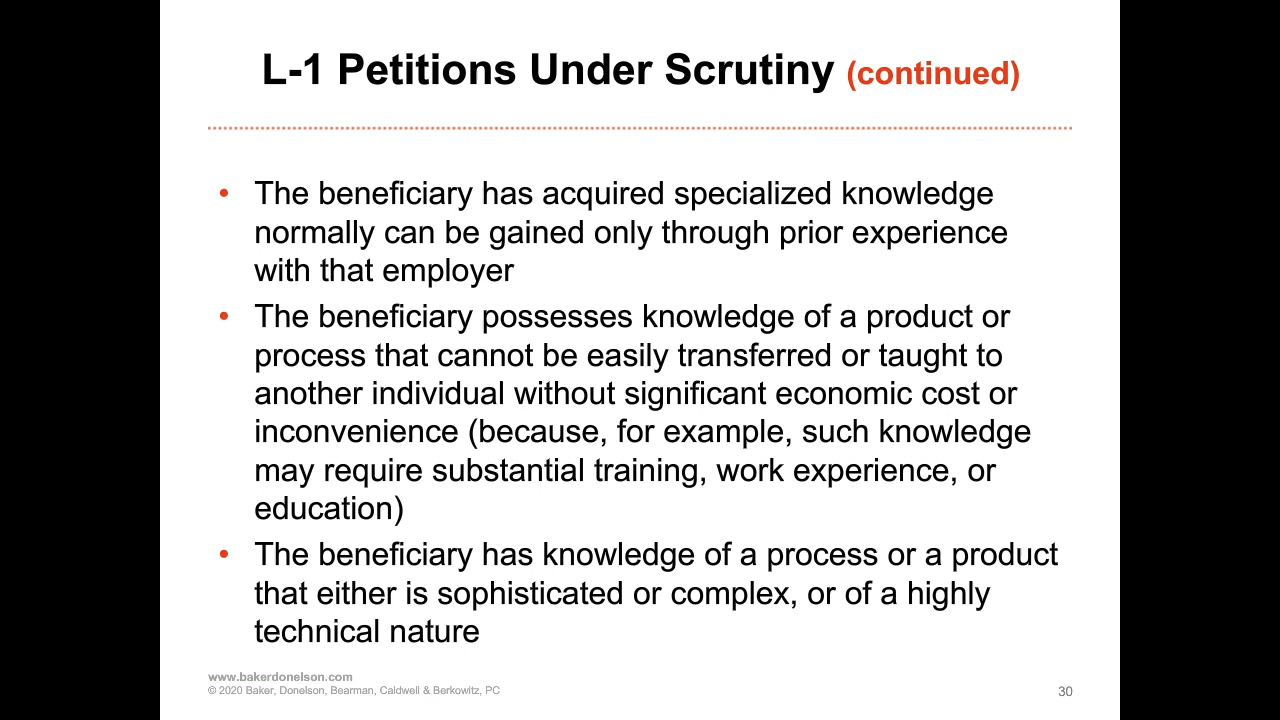 L-1 Petitions Under Scrutiny (continued)
• The beneficiary has acquired specialized knowledge
normally can be gained only through prior experience
with that employer
• The beneficiary possesses knowledge of a product or
process that cannot be easily transferred or taught to
another individual without significant economic cost or
inconvenience (because, for example, such knowledge
may require substantial training, work experience, or
education)
• The beneficiary has knowledge of a process or a product
that either is sophisticated or complex, or of a highly
technical nature
www.bakerdonelson.com
© 2020 Baker, Donelson, Bearman, Caldwell & Berkowitz, PC
30